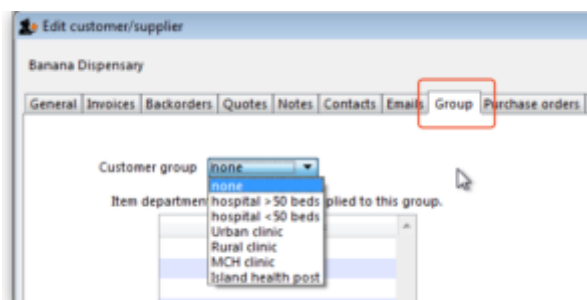 Edit customer/supplier
Banana Dispensary
General Invoices Backorders Quotes Notes Contacts Emails Group Purchase orders
Customer group none
none
Item departmen plied to this group.
hospital >50 beds
hospital <50 beds
Urban clinic
Rural clinic
MCH clinic
Island health post